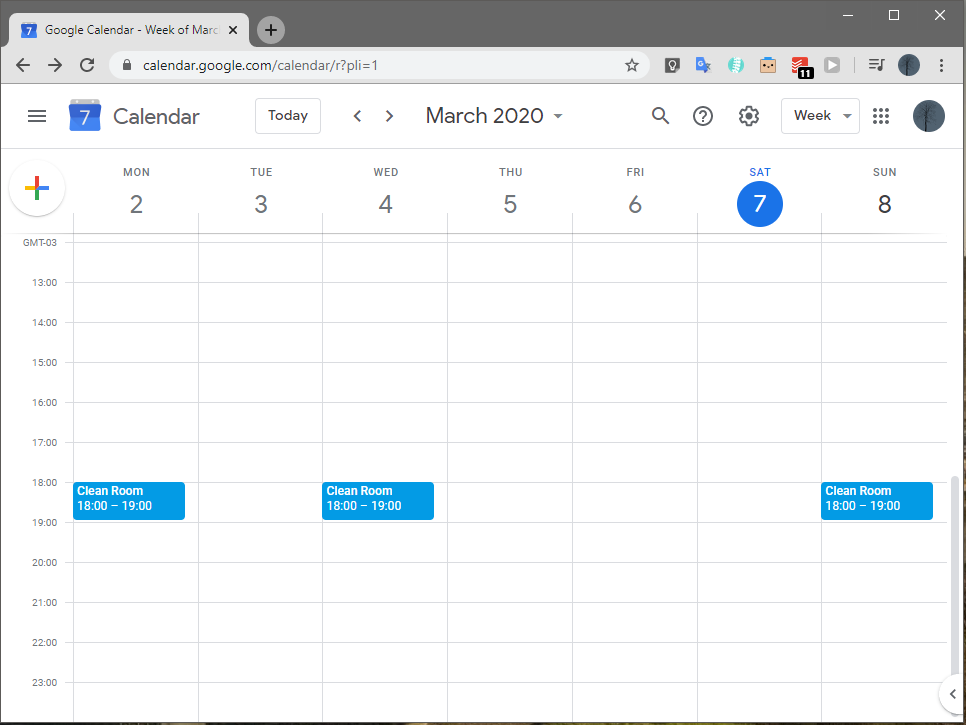 Google Calendar - Week of Marc
calendar.google.com/calendar/r?pli=1
11
7 Calendar Today March 2020 Week
MON TUE WED THU FRI SAT SUN
2 3 4 5 6 7 8
GMT-03
13:00
14:00
15:00
16:00
17:00
18:00
Clean Room Clean Room Clean Room
18:00 – 19:00 18:00 – 19:00 18:00 – 19:00
19:00
20:00
21:00
22:00
23:00